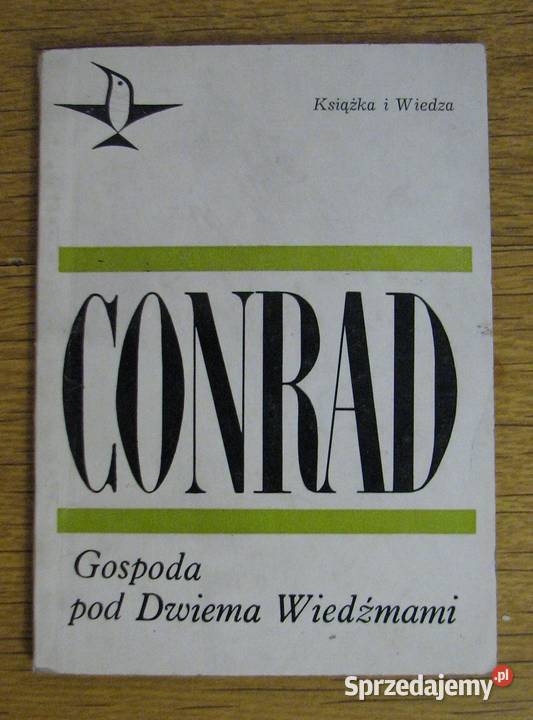 Książka i Wiedza
CONRAD
Gospoda
pod Dwiema Wiedźmami
Sprzedajemy.pl